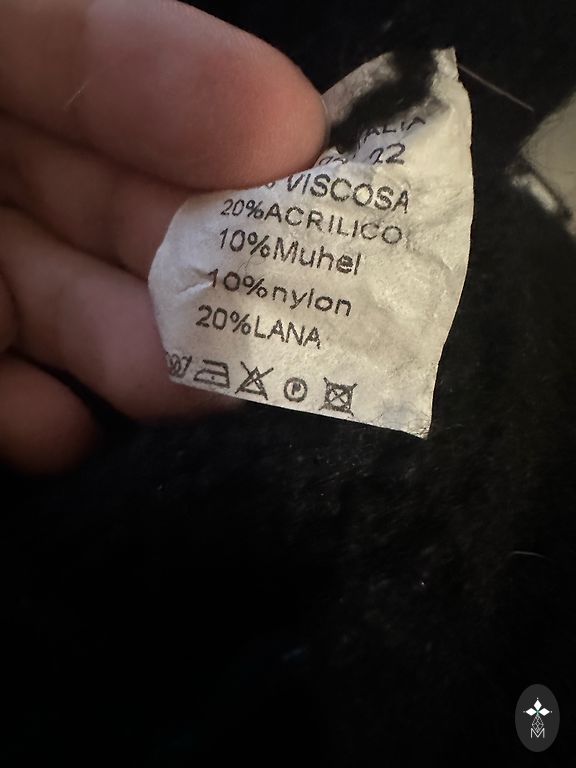 VISCOSA
20%ACRILICO
10%Muhel
10%nylon
20%LANA
P